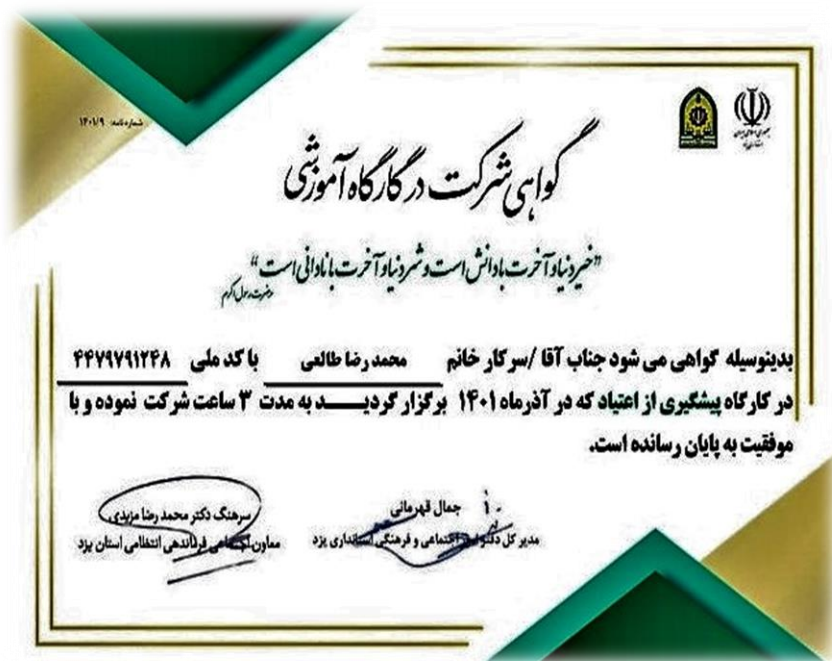 شماره نامه: ۱۴۰۱/۹
گواهی شرکت در کارگاه آموزشی
"خیر دنیا و آخرت با دانش است و شر دنیا و آخرت با نادانی است"
حضرت رسول اکرم
بدینوسیله گواهی می شود جناب آقا /سرکار خانم محمد رضا طالعی با کد ملی ۴۴۷۹۷۹۱۲۴۸
در کارگاه پیشگیری از اعتیاد که در آذرماه ۱۴۰۱ برگزار گردیـــــد به مدت ۳ ساعت شرکت نموده و با
موفقیت به پایان رسانده است.
جمال قهرمانی
مدیر کل دفتر اجتماعی و فرهنگی استانداری یزد
سرهنگ دکتر محمد رضا مزیدی
معاون اجتماعی فرماندهی انتظامی استان یزد